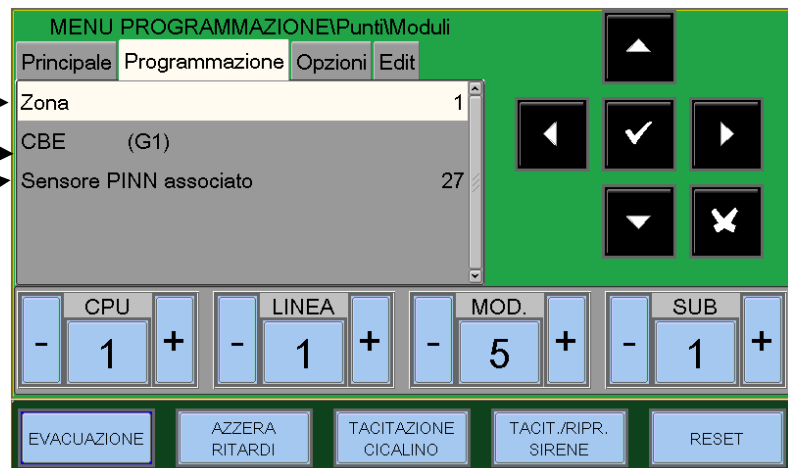 MENU PROGRAMMAZIONE\Punti\Moduli
Principale Programmazione Opzioni Edit
Zona 1
CBE (G1)
Sensore PINN associato 27
CPU LINEA MOD. SUB
- 1 + - 1 + - 5 + - 1 +
EVACUAZIONE AZZERA RITARDI TACITAZIONE CICALINO TACIT./RIPR. SIRENE RESET